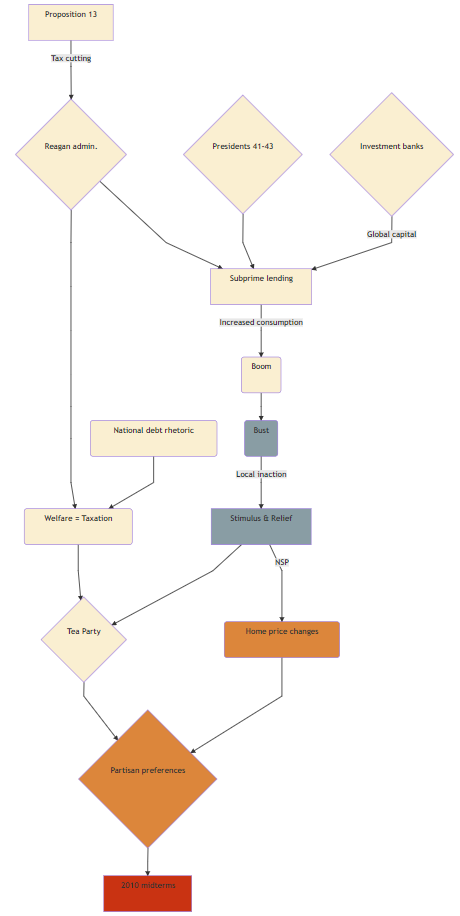 Proposition 13
Tax cutting
Reagan admin.
Presidents 41-43
Investment banks
Global capital
Subprime lending
Increased consumption
Boom
National debt rhetoric
Bust
Local inaction
Welfare = Taxation
Stimulus & Relief
NSP
Tea Party
Home price changes
Partisan preferences
2010 midterms